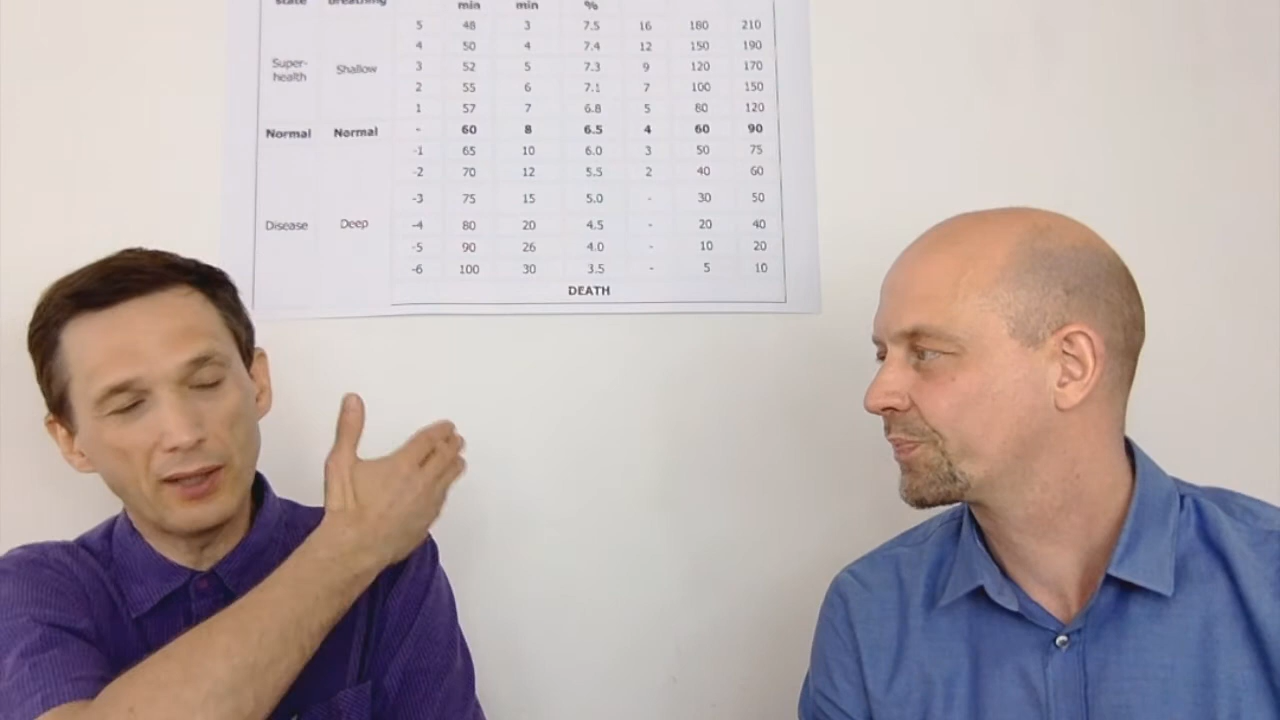 state breathing min min %
5 48 3 7.5 16 180 210
4 50 4 7.4 12 150 190
Super-health Shallow 3 52 5 7.3 9 120 170
2 55 6 7.1 7 100 150
1 57 7 6.8 5 80 120
Normal Normal - 60 8 6.5 4 60 90
-1 65 10 6.0 3 50 75
-2 70 12 5.5 2 40 60
-3 75 15 5.0 - 30 50
Disease Deep -4 80 20 4.5 - 20 40
-5 90 26 4.0 - 10 20
-6 100 30 3.5 - 5 10
DEATH